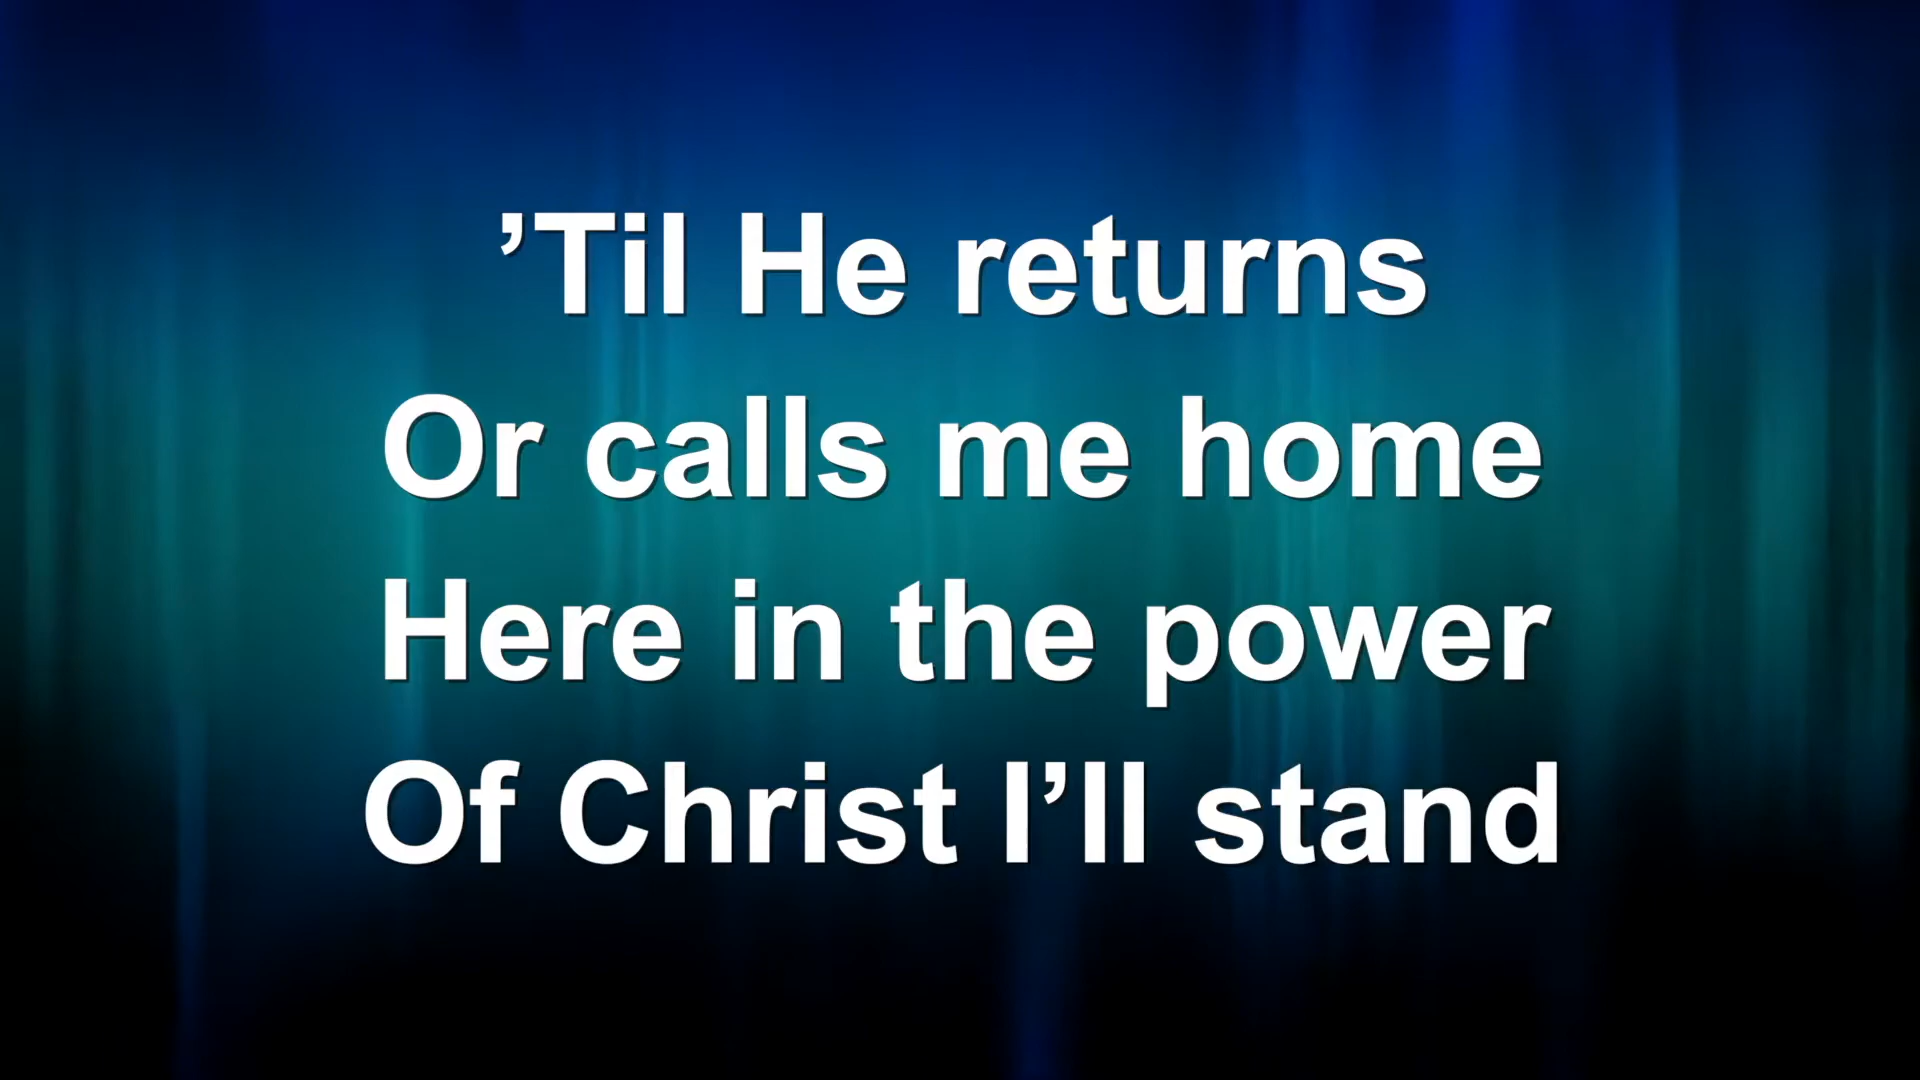 ’Til He returns
Or calls me home
Here in the power
Of Christ I’ll stand